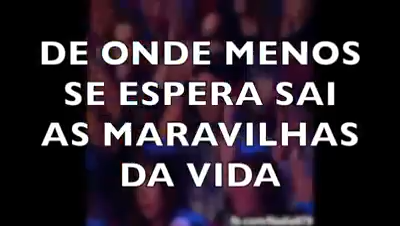 DE ONDE MENOS
SE ESPERA SAI
AS MARAVILHAS
DA VIDA